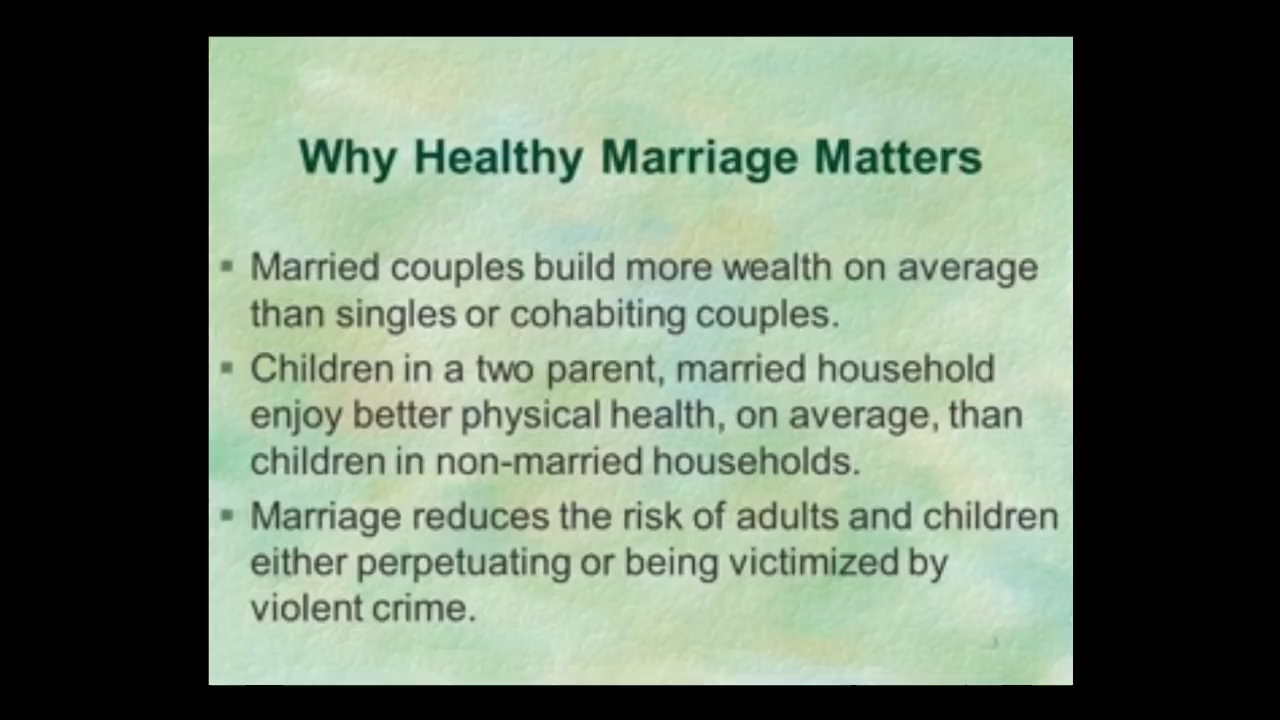 Why Healthy Marriage Matters
▪ Married couples build more wealth on average
than singles or cohabiting couples.
▪ Children in a two parent, married household
enjoy better physical health, on average, than
children in non-married households.
▪ Marriage reduces the risk of adults and children
either perpetuating or being victimized by
violent crime.